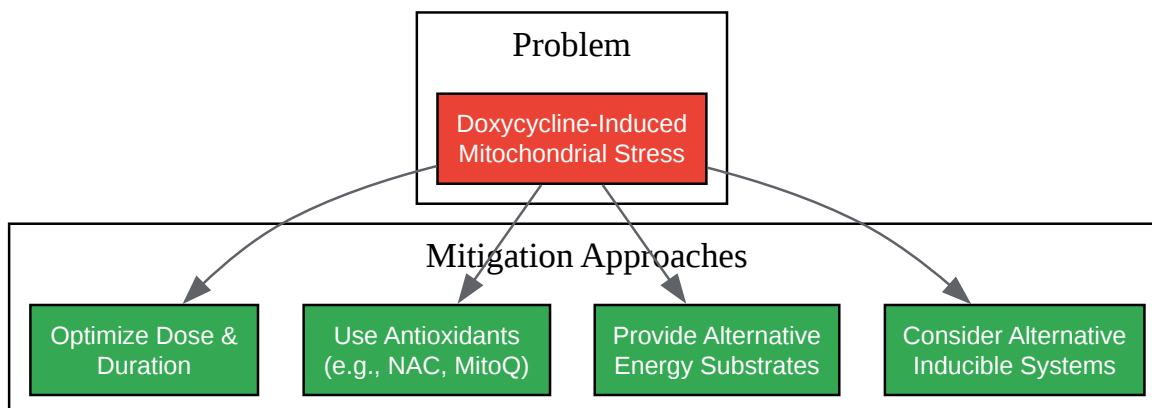 Problem
Doxycycline-Induced
Mitochondrial Stress
Mitigation Approaches
Optimize Dose &
Duration
Use Antioxidants
(e.g., NAC, MitoQ)
Provide Alternative
Energy Substrates
Consider Alternative
Inducible Systems